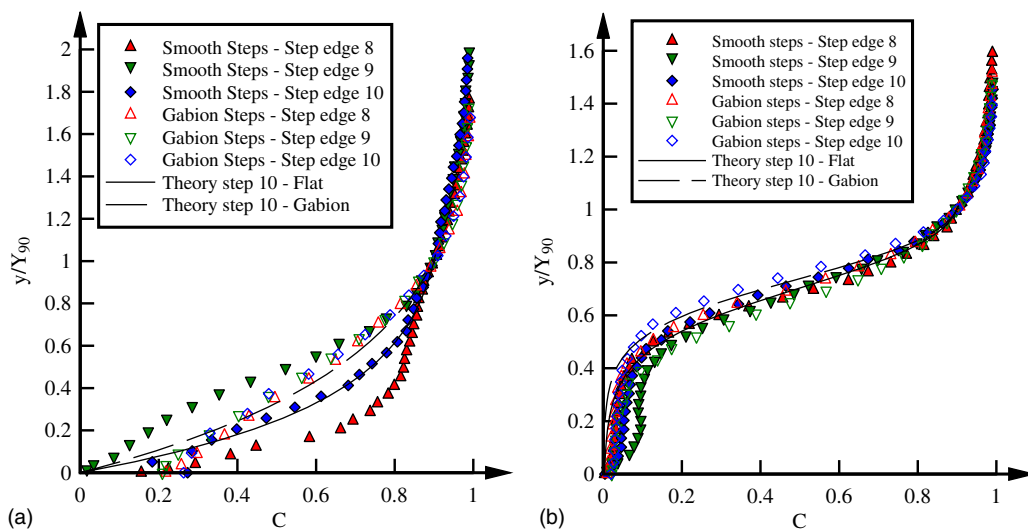 Smooth Steps - Step edge 8
Smooth Steps - Step edge 9
Smooth Steps - Step edge 10
Gabion Steps - Step edge 8
Gabion Steps - Step edge 9
Gabion Steps - Step edge 10
Theory step 10 - Flat
Theory step 10 - Gabion
y/Y90
2
1.8
1.6
1.4
1.2
1
0.8
0.6
0.4
0.2
0
0 0.2 0.4 0.6 0.8 1
C
(a)
Smooth steps - Step edge 8
Smooth steps - Step edge 9
Smooth steps - Step edge 10
Gabion steps - Step edge 8
Gabion steps - Step edge 9
Gabion steps - Step edge 10
Theory step 10 - Flat
Theory step 10 - Gabion
y/Y90
1.6
1.4
1.2
1
0.8
0.6
0.4
0.2
0
0 0.2 0.4 0.6 0.8 1
C
(b)